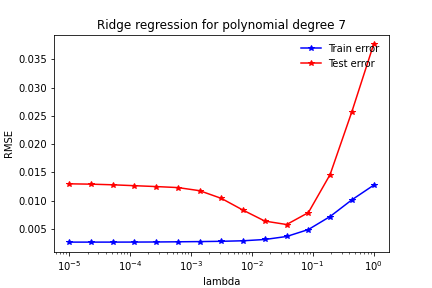 Ridge regression for polynomial degree 7
Train error
Test error
0.035
0.030
0.025
0.020
0.015
0.010
0.005
RMSE
10⁻⁵
10⁻⁴
10⁻³
10⁻²
10⁻¹
10⁰
lambda